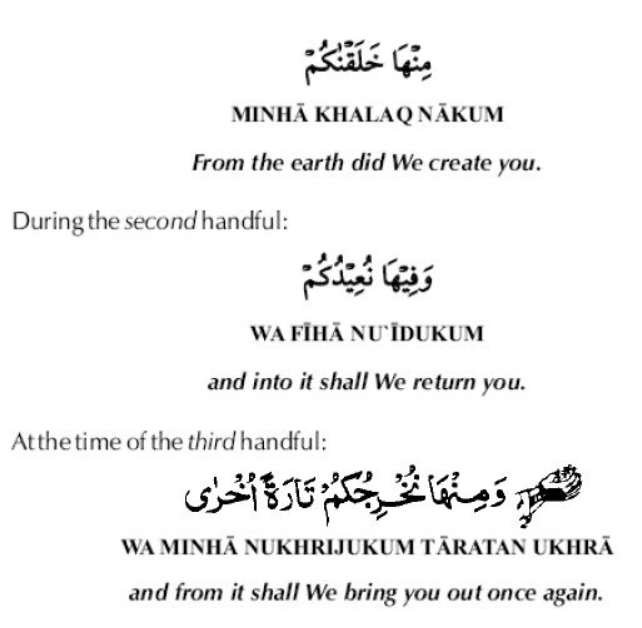 مِنْهَا خَلَقْنٰكُمْ
MINHĀ KHALAQ NĀKUM
From the earth did We create you.
During the second handful:
وَفِيْهَا نُعِيْدُكُمْ
WA FĪHĀ NU`ĪDUKUM
and into it shall We return you.
At the time of the third handful:
وَمِنْهَا نُخْرِجُكُمْ تَارَةً اُخْرٰى
WA MINHĀ NUKHRIJUKUM TĀRATAN UKHRĀ
and from it shall We bring you out once again.